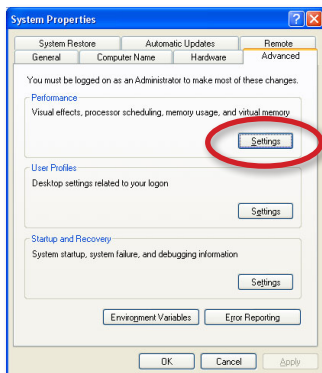 System Properties
System Restore Automatic Updates Remote
General Computer Name Hardware Advanced
You must be logged on as an Administrator to make most of these changes.
Performance
Visual effects, processor scheduling, memory usage, and virtual memory
Settings
User Profiles
Desktop settings related to your logon
Settings
Startup and Recovery
System startup, system failure, and debugging information
Settings
Environment Variables Error Reporting
OK Cancel Apply